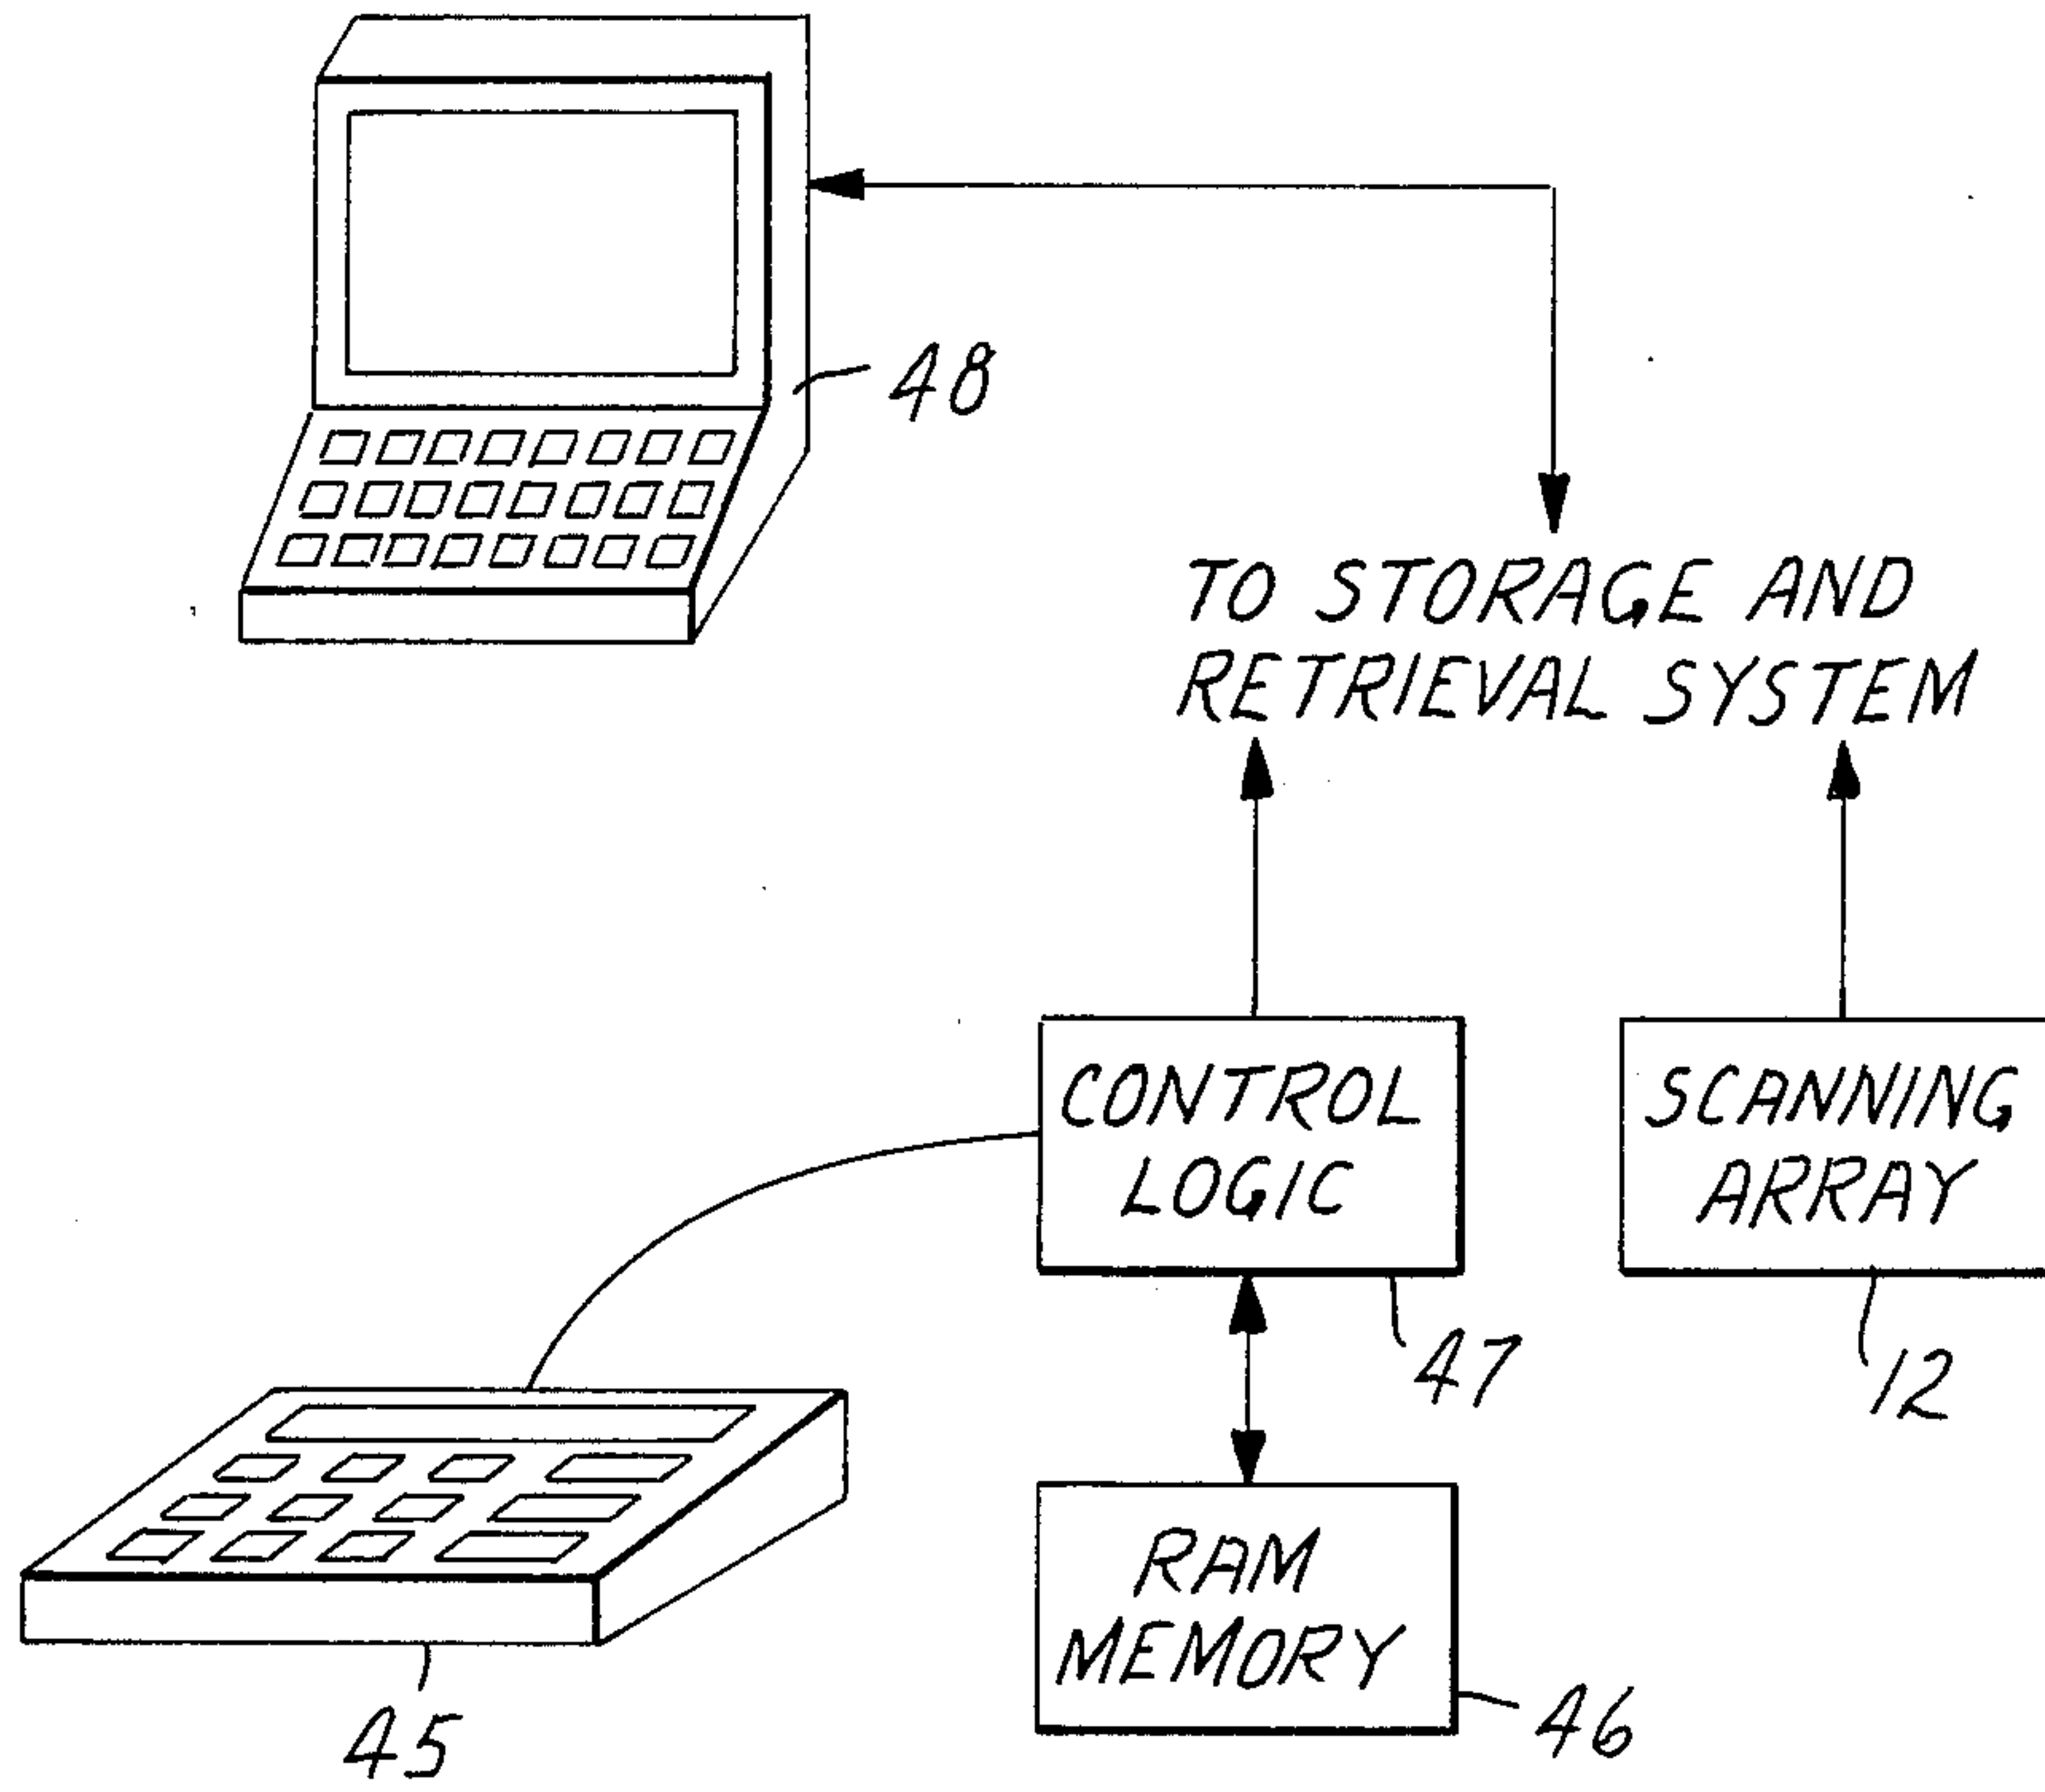 48
TO STORAGE AND
RETRIEVAL SYSTEM
CONTROL
LOGIC
SCANNING
ARRAY
47
12
RAM
MEMORY
46
45